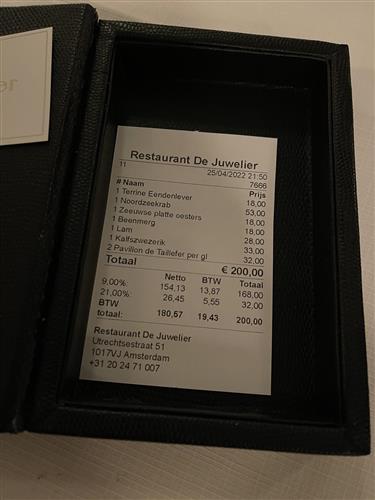 Restaurant De Juwelier
11 25/04/2022 21:50
7666
# Naam Prijs
1 Terrine Eendenlever 18,00
1 Noordzeekrab 53,00
1 Zeeuwse platte oesters 18,00
1 Beenmerg 18,00
1 Lam 28,00
1 Kalfszwezerik 33,00
2 Pavillon de Taillefer per gl 32,00
Totaal € 200,00
Netto BTW Totaal
9,00%: 154,13 13,87 168,00
21,00%: 26,45 5,55 32,00
BTW
totaal: 180,57 19,43 200,00
Restaurant De Juwelier
Utrechtsestraat 51
1017VJ Amsterdam
+31 20 24 71 007